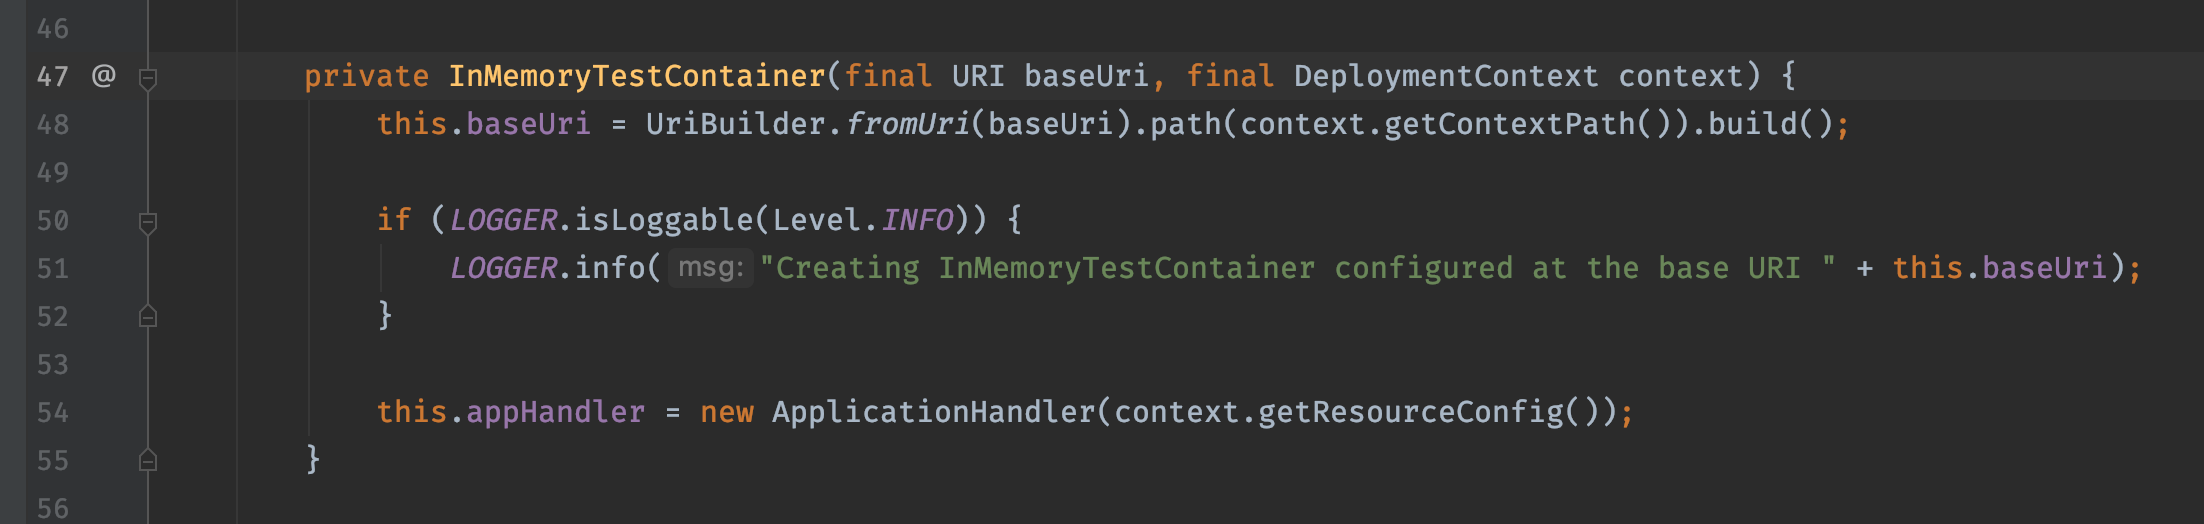 46
47 @ private InMemoryTestContainer(final URI baseUri, final DeploymentContext context) {
48 this.baseUri = UriBuilder.fromUri(baseUri).path(context.getContextPath()).build();
49
50 if (LOGGER.isLoggable(Level.INFO)) {
51 LOGGER.info( msg: "Creating InMemoryTestContainer configured at the base URI " + this.baseUri);
52 }
53
54 this.appHandler = new ApplicationHandler(context.getResourceConfig());
55 }
56